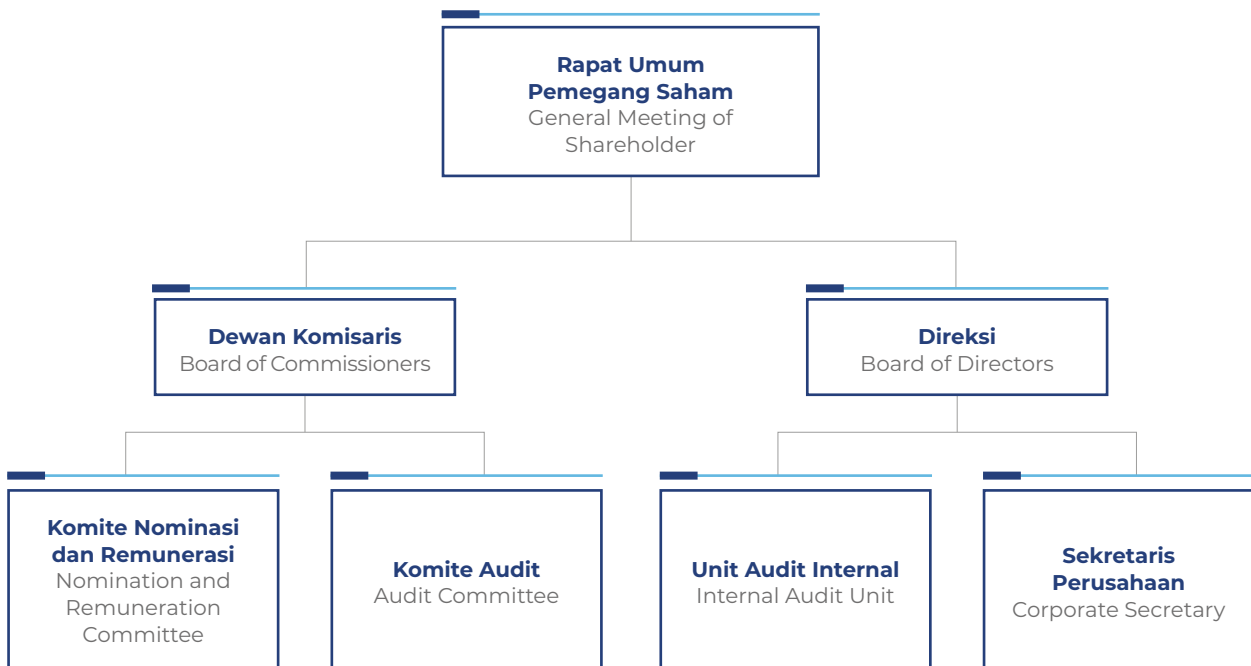 Rapat Umum
Pemegang Saham
General Meeting of
Shareholder
Dewan Komisaris
Board of Commissioners
Direksi
Board of Directors
Komite Nominasi
dan Remunerasi
Nomination and
Remuneration
Committee
Komite Audit
Audit Committee
Unit Audit Internal
Internal Audit Unit
Sekretaris
Perusahaan
Corporate Secretary